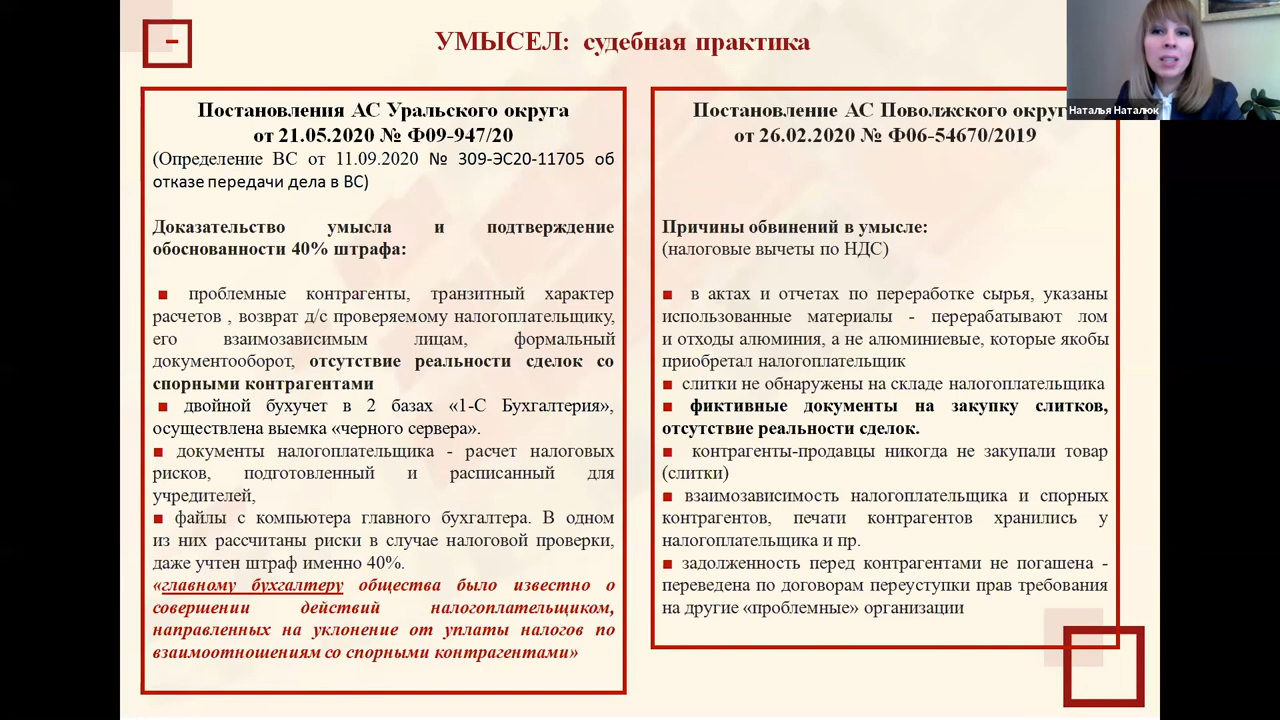 УМЫСЕЛ: судебная практика
Постановления АС Уральского округа
от 21.05.2020 № Ф09-947/20
(Определение ВС от 11.09.2020 № 309-ЭС20-11705 об
отказе передачи дела в ВС)
Доказательство умысла и подтверждение
обоснованности 40% штрафа:
■ проблемные контрагенты, транзитный характер
расчетов , возврат д/с проверяемому налогоплательщику,
его взаимозависимым лицам, формальный
документооборот, отсутствие реальности сделок со
спорными контрагентами
■ двойной бухучет в 2 базах «1-С Бухгалтерия»,
осуществлена выемка «черного сервера».
■ документы налогоплательщика - расчет налоговых
рисков, подготовленный и расписанный для
учредителей,
■ файлы с компьютера главного бухгалтера. В одном
из них рассчитаны риски в случае налоговой проверки,
даже учтен штраф именно 40%.
«главному бухгалтеру общества было известно о
совершении действий налогоплательщиком,
направленных на уклонение от уплаты налогов по
взаимоотношениям со спорными контрагентами»
Постановление АС Поволжского округ
от 26.02.2020 № Ф06-54670/2019
Причины обвинений в умысле:
(налоговые вычеты по НДС)
■ в актах и отчетах по переработке сырья, указаны
использованные материалы - перерабатывают лом
и отходы алюминия, а не алюминиевые, которые якобы
приобретал налогоплательщик
■ слитки не обнаружены на складе налогоплательщика
■ фиктивные документы на закупку слитков,
отсутствие реальности сделок.
■ контрагенты-продавцы никогда не закупали товар
(слитки)
■ взаимозависимость налогоплательщика и спорных
контрагентов, печати контрагентов хранились у
налогоплательщика и пр.
■ задолженность перед контрагентами не погашена -
переведена по договорам переуступки прав требования
на другие «проблемные» организации
Наталья Наталюк